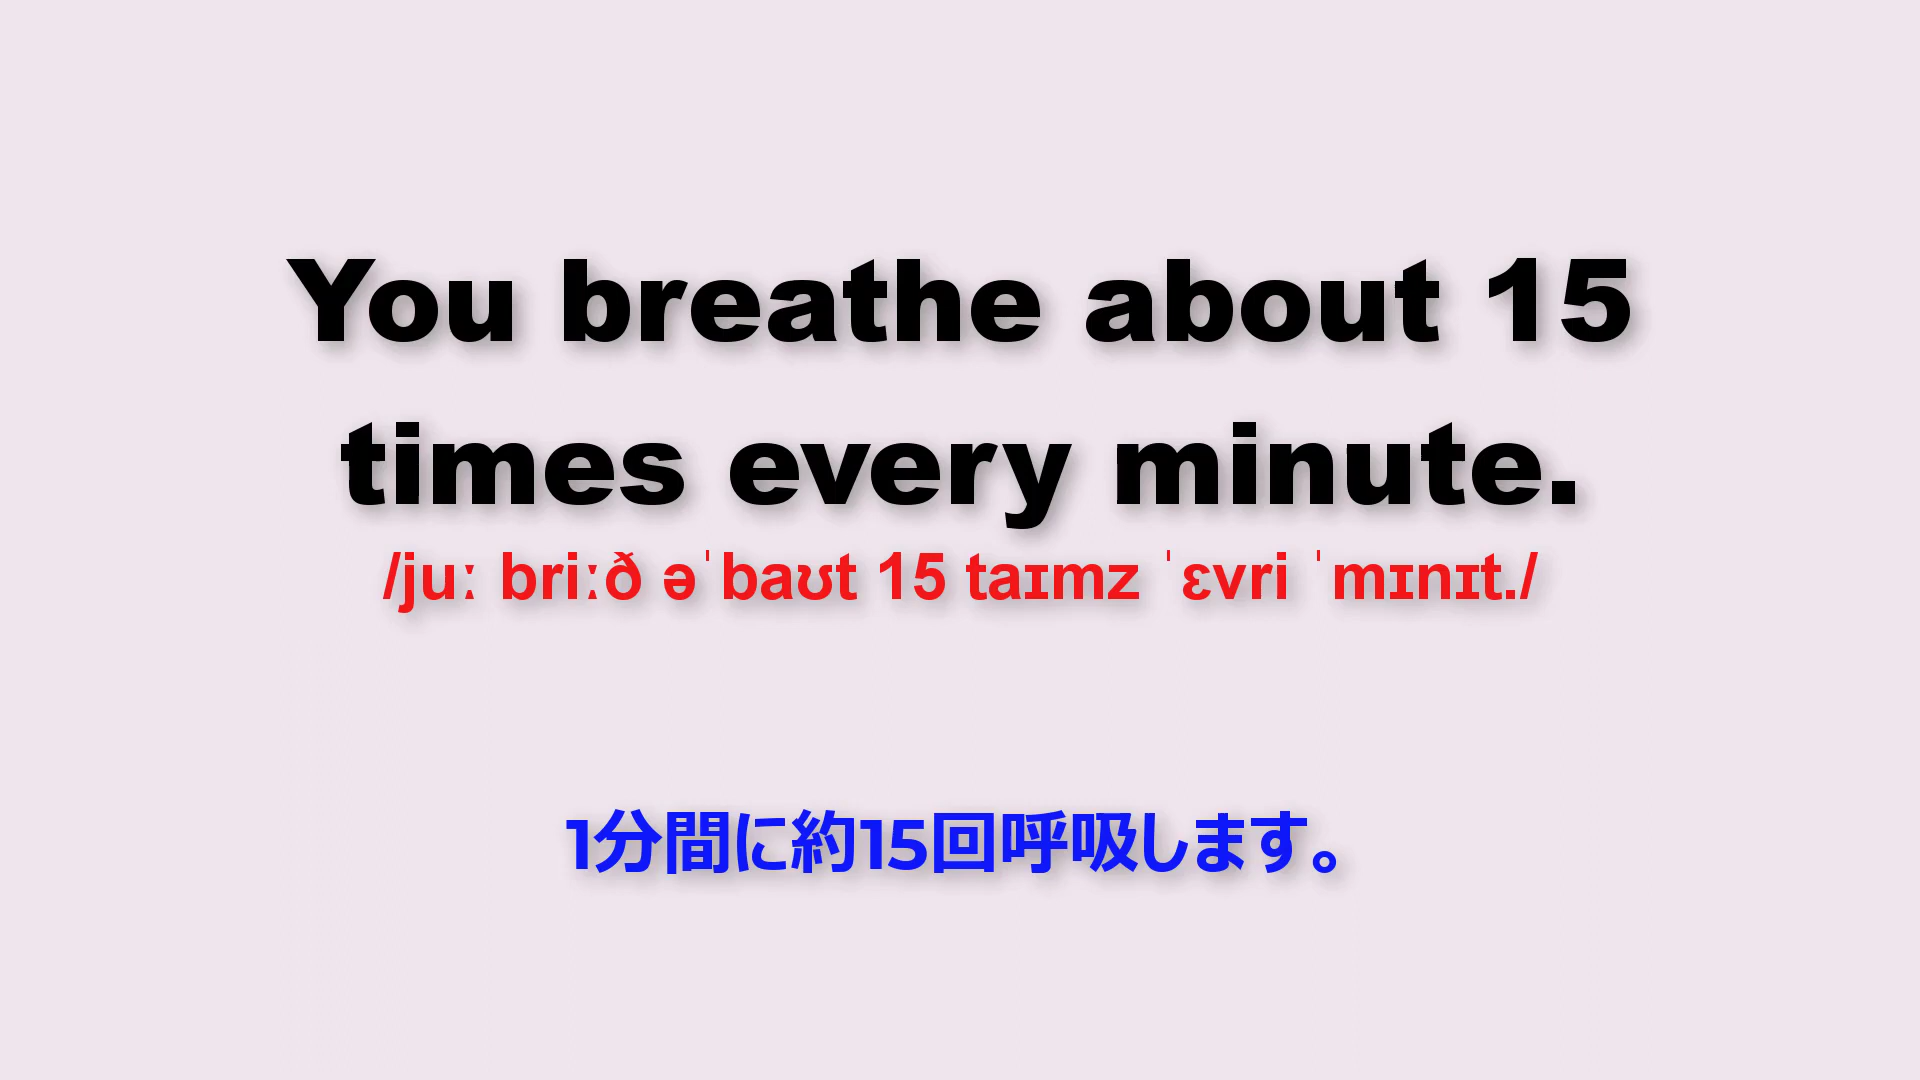 You breathe about 15
times every minute.
/juː briːð əˈbaʊt 15 taɪmz ˈɛvri ˈmɪnɪt./
1分間に約15回呼吸します。